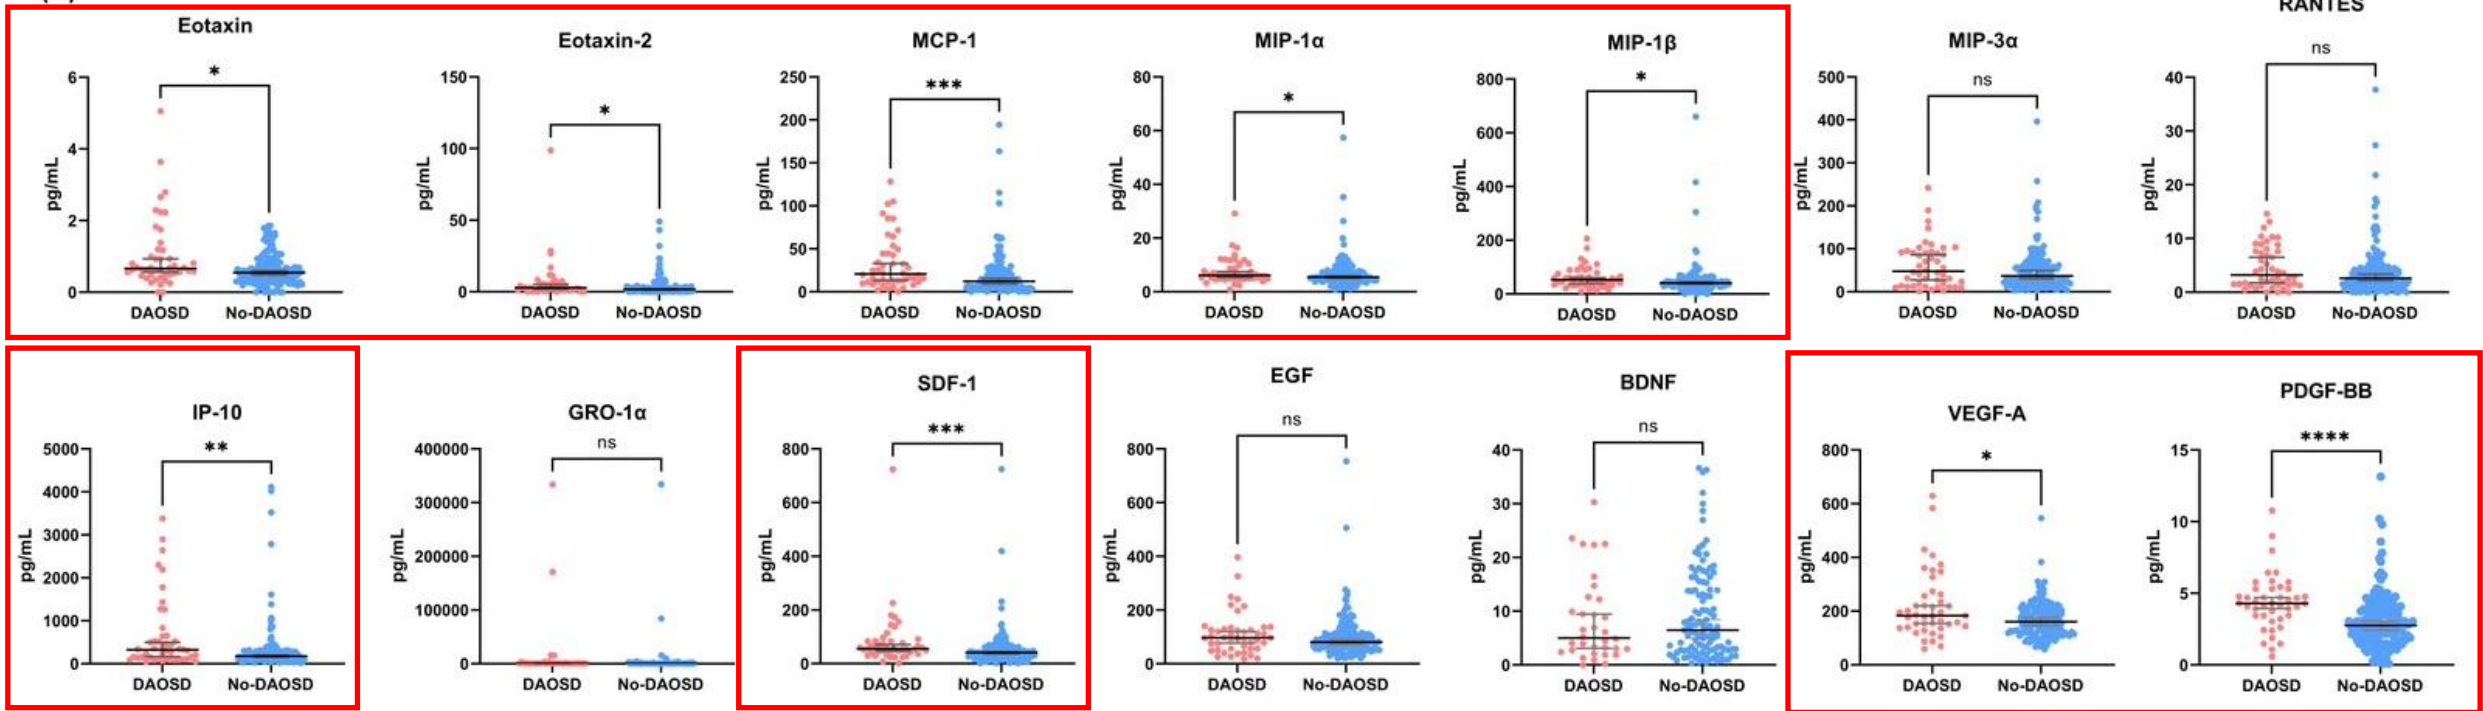 Eotaxin
*
6
4
2
0
pg/mL
DAOSD No-DAOSD
Eotaxin-2
*
150
100
50
0
pg/mL
DAOSD No-DAOSD
MCP-1
***
250
200
150
100
50
0
pg/mL
DAOSD No-DAOSD
MIP-1α
*
80
60
40
20
0
pg/mL
DAOSD No-DAOSD
MIP-1β
*
800
600
400
200
0
pg/mL
DAOSD No-DAOSD
MIP-3α
ns
500
400
300
200
100
0
pg/mL
DAOSD No-DAOSD
RANTES
ns
40
30
20
10
0
pg/mL
DAOSD No-DAOSD
IP-10
**
5000
4000
3000
2000
1000
0
pg/mL
DAOSD No-DAOSD
GRO-1α
ns
400000
300000
200000
100000
0
pg/mL
DAOSD No-DAOSD
SDF-1
***
800
600
400
200
0
pg/mL
DAOSD No-DAOSD
EGF
ns
800
600
400
200
0
pg/mL
DAOSD No-DAOSD
BDNF
ns
40
30
20
10
0
pg/mL
DAOSD No-DAOSD
VEGF-A
*
800
600
400
200
0
pg/mL
DAOSD No-DAOSD
PDGF-BB
****
15
10
5
0
pg/mL
DAOSD No-DAOSD